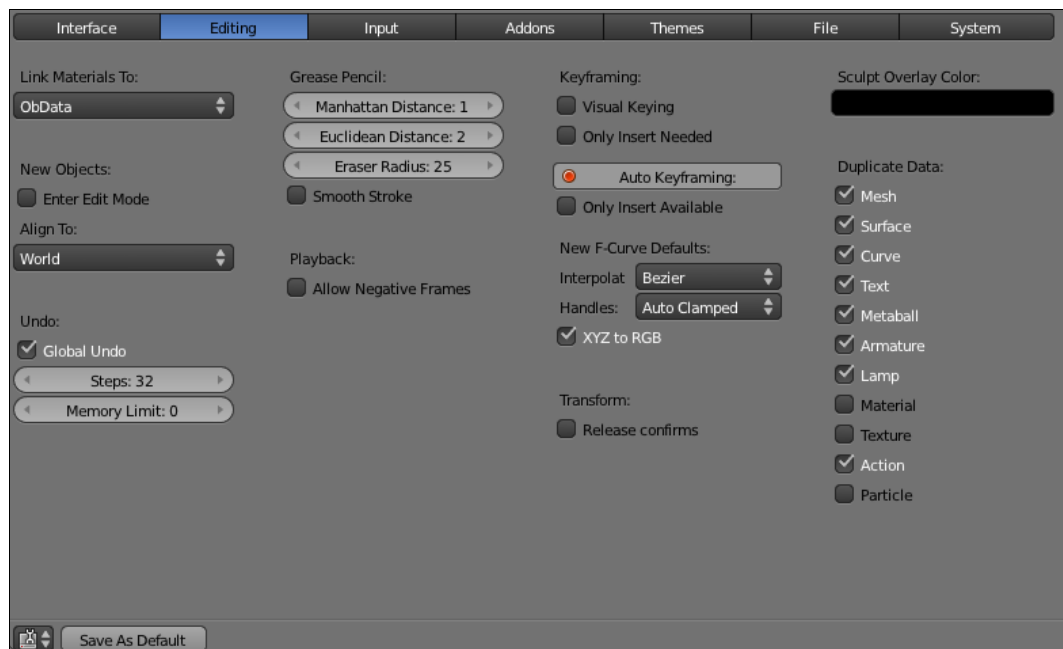 Interface
Editing
Input
Addons
Themes
File
System
Link Materials To:
ObData
New Objects:
Enter Edit Mode
Align To:
World
Undo:
Global Undo
Steps: 32
Memory Limit: 0
Grease Pencil:
Manhattan Distance: 1
Euclidean Distance: 2
Eraser Radius: 25
Smooth Stroke
Playback:
Allow Negative Frames
Keyframing:
Visual Keying
Only Insert Needed
Auto Keyframing:
Only Insert Available
New F-Curve Defaults:
Interpolat Bezier
Handles: Auto Clamped
XYZ to RGB
Transform:
Release confirms
Sculpt Overlay Color:
Duplicate Data:
Mesh
Surface
Curve
Text
Metaball
Armature
Lamp
Material
Texture
Action
Particle
Save As Default